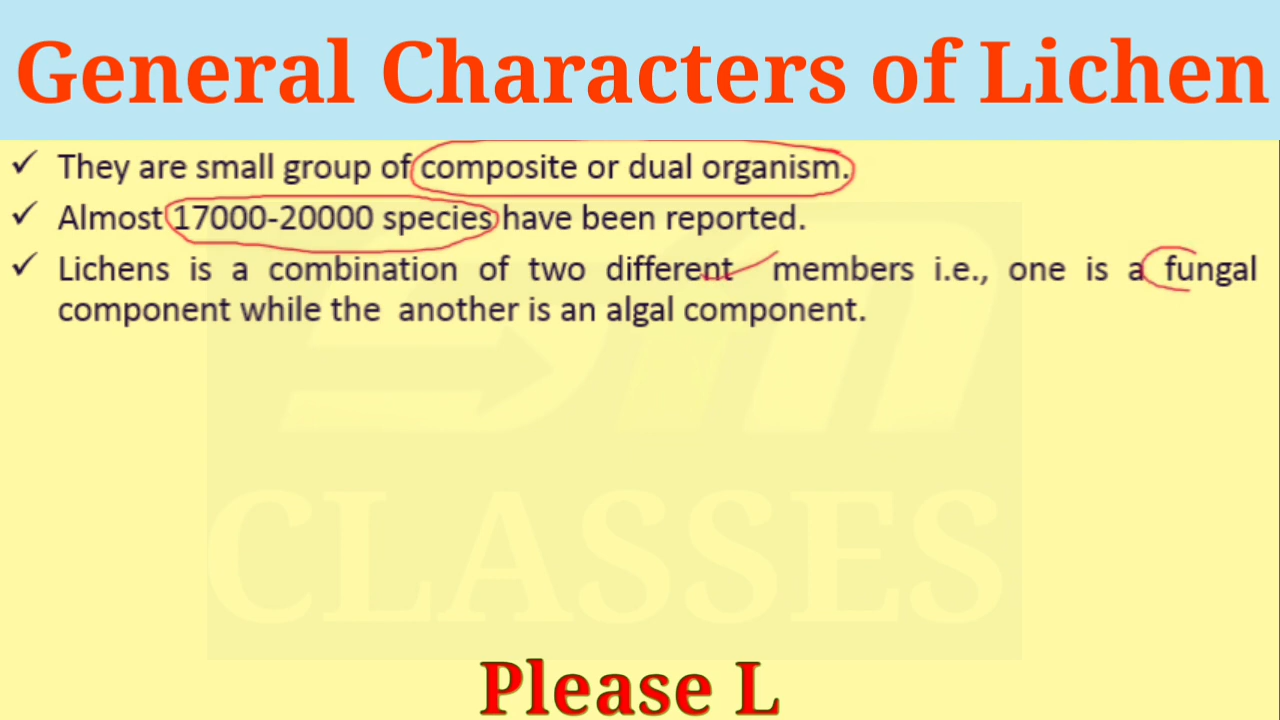 General Characters of Lichen
✓ They are small group of composite or dual organism.
✓ Almost 17000-20000 species have been reported.
✓ Lichens is a combination of two different members i.e., one is a fungal
component while the another is an algal component.
CLASSES
Please L